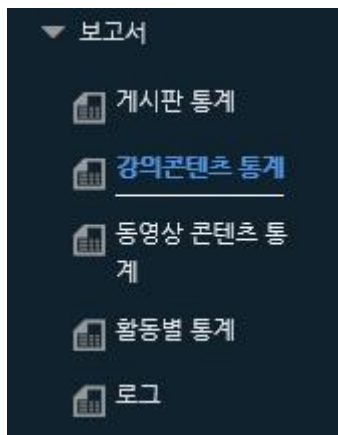 보고서
게시판 통계
강의콘텐츠 통계
동영상 콘텐츠 통
계
활동별 통계
로그